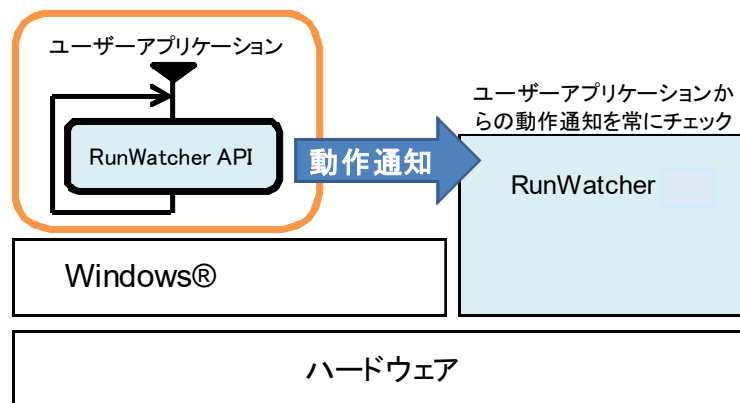 ユーザーアプリケーション
RunWatcher API
動作通知
ユーザーアプリケーションか
らの動作通知を常にチェック
RunWatcher
Windows®
ハードウェア